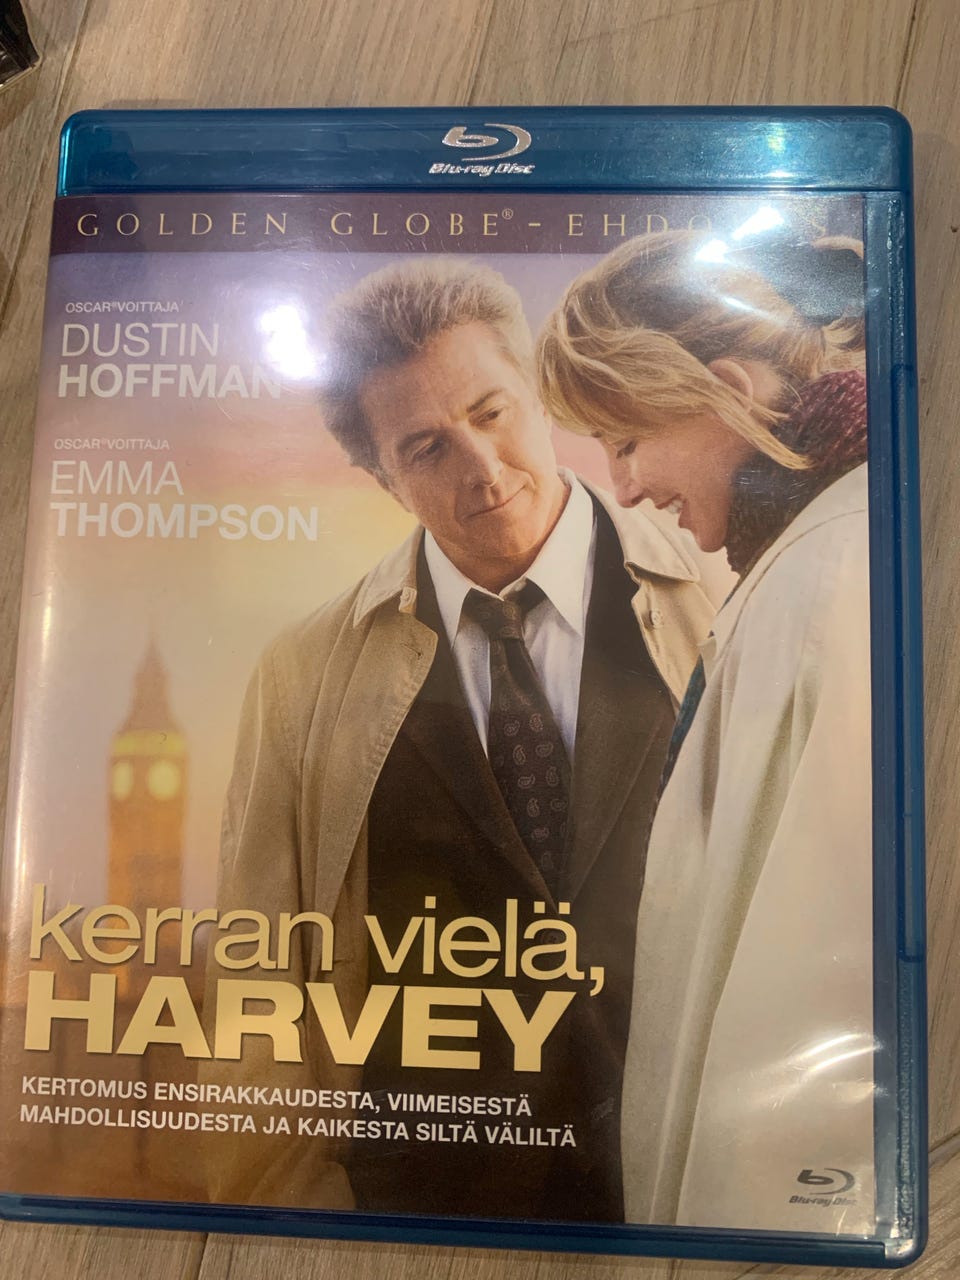 Blu-ray Disc
GOLDEN GLOBE® -
OSCAR®VOITTAJA
DUSTIN
HOFFMAN
OSCAR®VOITTAJA
EMMA
THOMPSON
kerran vielä,
HARVEY
KERTOMUS ENSIRAKKAUDESTA, VIIMEISESTÄ
MAHDOLLISUUDESTA JA KAIKESTA SILTÄ VÄLILTÄ
Blu-ray Disc